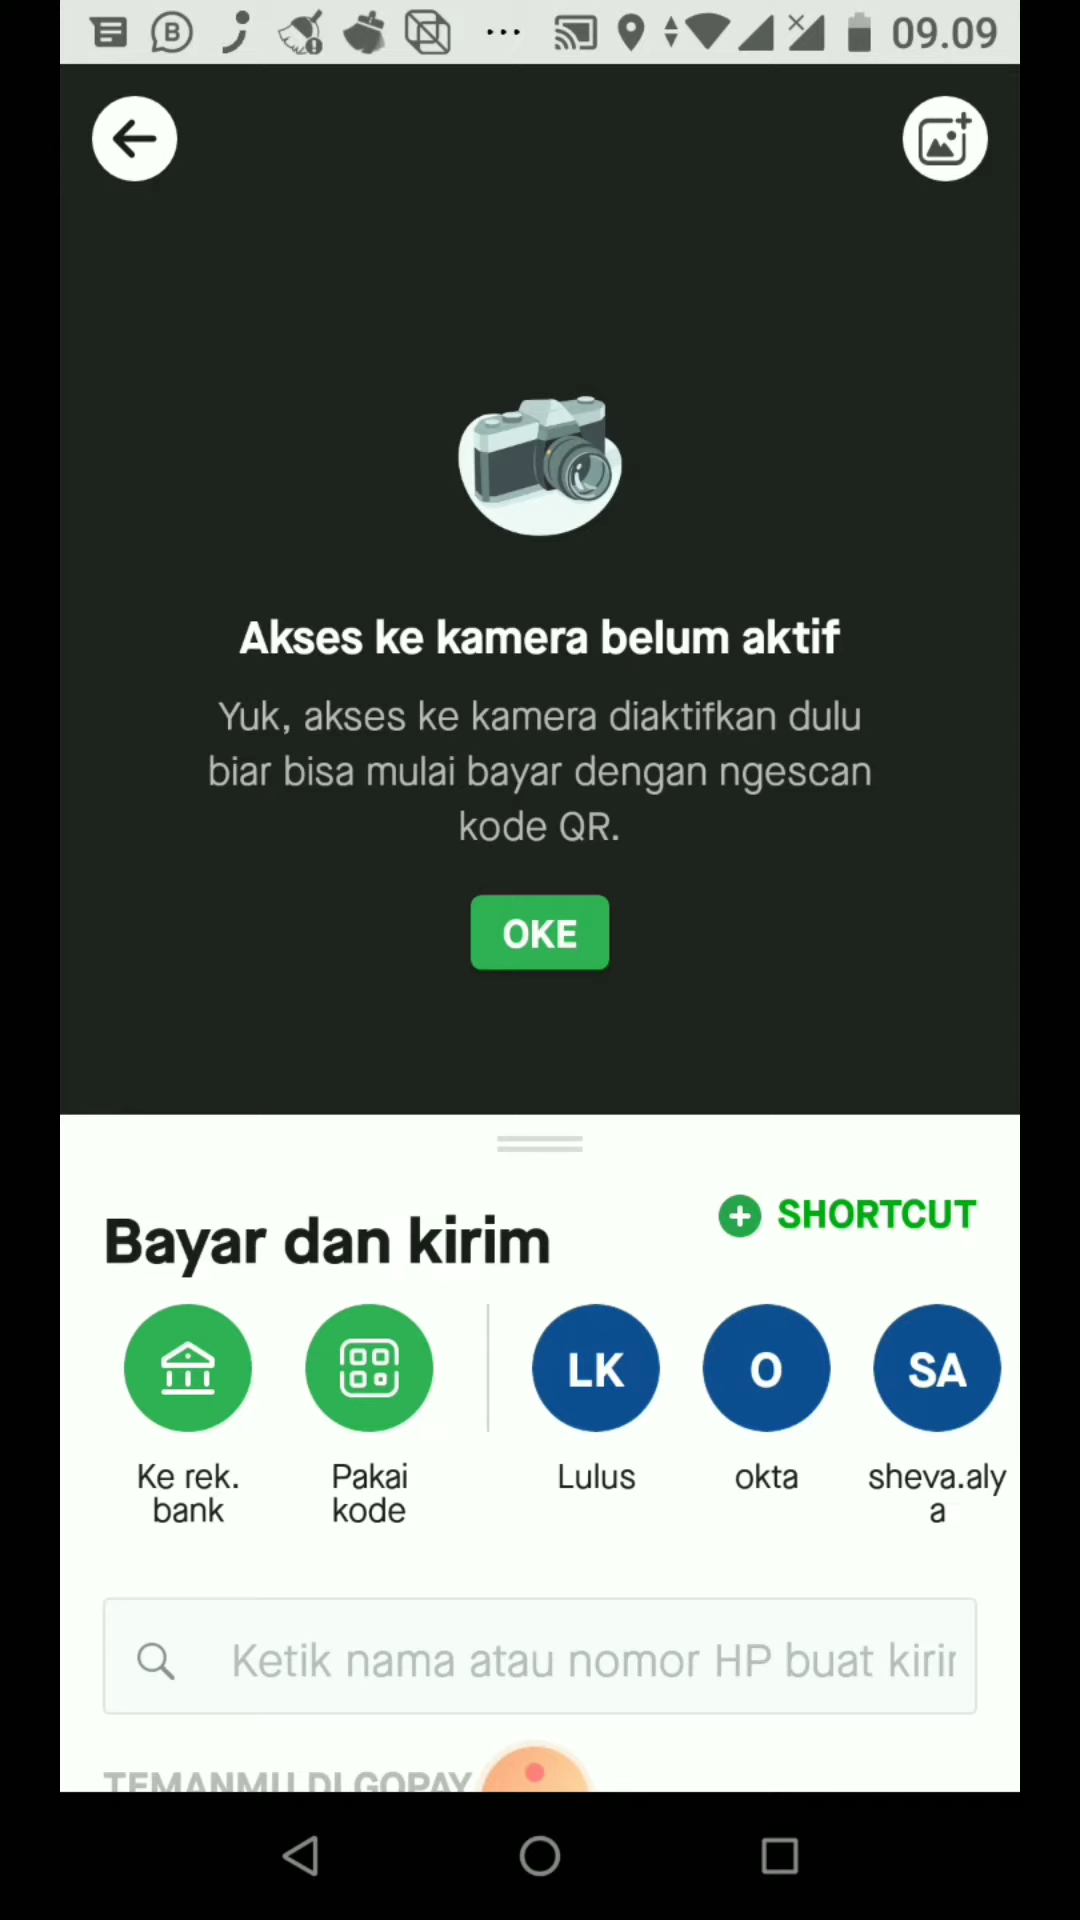 09.09
Akses ke kamera belum aktif
Yuk, akses ke kamera diaktifkan dulu
biar bisa mulai bayar dengan ngescan
kode QR.
OKE
SHORTCUT
Bayar dan kirim
LK
O
SA
Ke rek.
bank
Pakai
kode
Lulus
okta
sheva.aly
a
Ketik nama atau nomor HP buat kirir
TEMANMU DI GOPAY